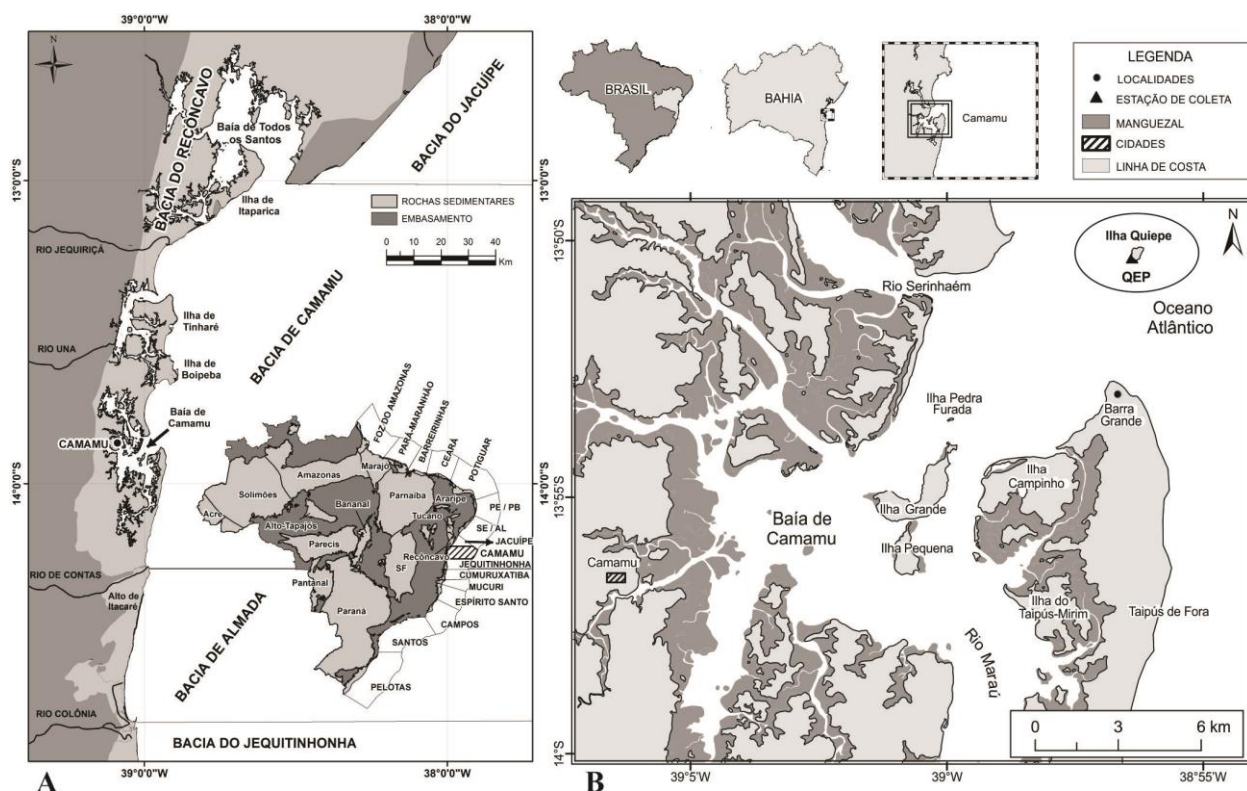 39°0'0"W
38°0'0"W
BACIA DO RECÔNCAVO
Baía de Todos
os Santos
BACIA DO JACUÍPE
13°0'0"S
Ilha de
Itaparica
ROCHAS SEDIMENTARES
EMBASAMENTO
0 10 20 30 40
Km
RIO JEQUIRIÇÁ
Ilha de
Tinharé
RIO UNA
Ilha de
Boipeba
BACIA DE CAMAMU
Baía de
Camamu
CAMAMU
14°0'0"S
RIO DE CONTAS
Alto de
Itacaré
BACIA DE ALMADA
RIO COLÔNIA
BACIA DO JEQUITINHONHA
FOZ DO AMAZONAS
PARÁ-MARANHÃO
BARREIRINHAS
CEARÁ
POTIGUAR
Marajó
Amazonas
Solimões
Acre
Bananal
Parnaíba
Araripe
Alto-Tapajós
Tucano
PE / PB
SE / AL
JACUÍPE
Parecis
Recôncavo
CAMAMU
SF
JEQUITINHONHA
Pantanal
CUMURUXATIBA
MUCURI
Paraná
ESPÍRITO SANTO
CAMPOS
SANTOS
PELOTAS
A
39°0'0"W
38°0'0"W
BRASIL
BAHIA
Camamu
LEGENDA
LOCALIDADES
ESTAÇÃO DE COLETA
MANGUEZAL
CIDADES
LINHA DE COSTA
13°50'S
Ilha Quiepe
QEP
N
Rio Serinhaém
Oceano
Atlântico
Ilha Pedra
Furada
Barra
Grande
13°55'S
Ilha
Campinho
Baía de
Camamu
Ilha Grande
Ilha
Pequena
Camamu
Ilha do
Taipús-Mirim
Taipús de Fora
Rio Maraú
0 3 6 km
14°S
B
39°5'W
39°W
38°55'W